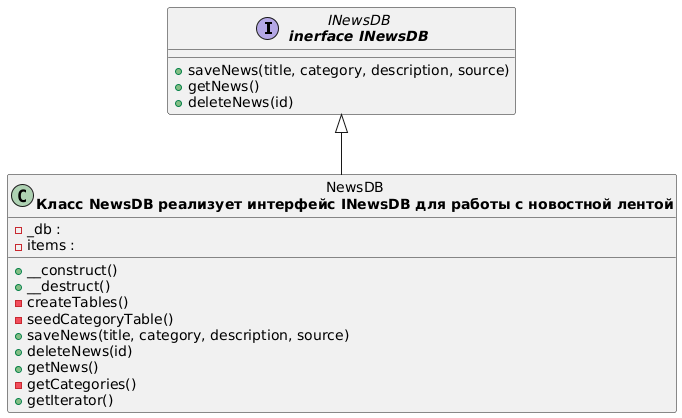 I
INewsDB
inerface INewsDB
saveNews(title, category, description, source)
getNews()
deleteNews(id)
C
NewsDB
Класс NewsDB реализует интерфейс INewsDB для работы с новостной лентой
_db :
items :
__construct()
__destruct()
createTables()
seedCategoryTable()
saveNews(title, category, description, source)
deleteNews(id)
getNews()
getCategories()
getIterator()